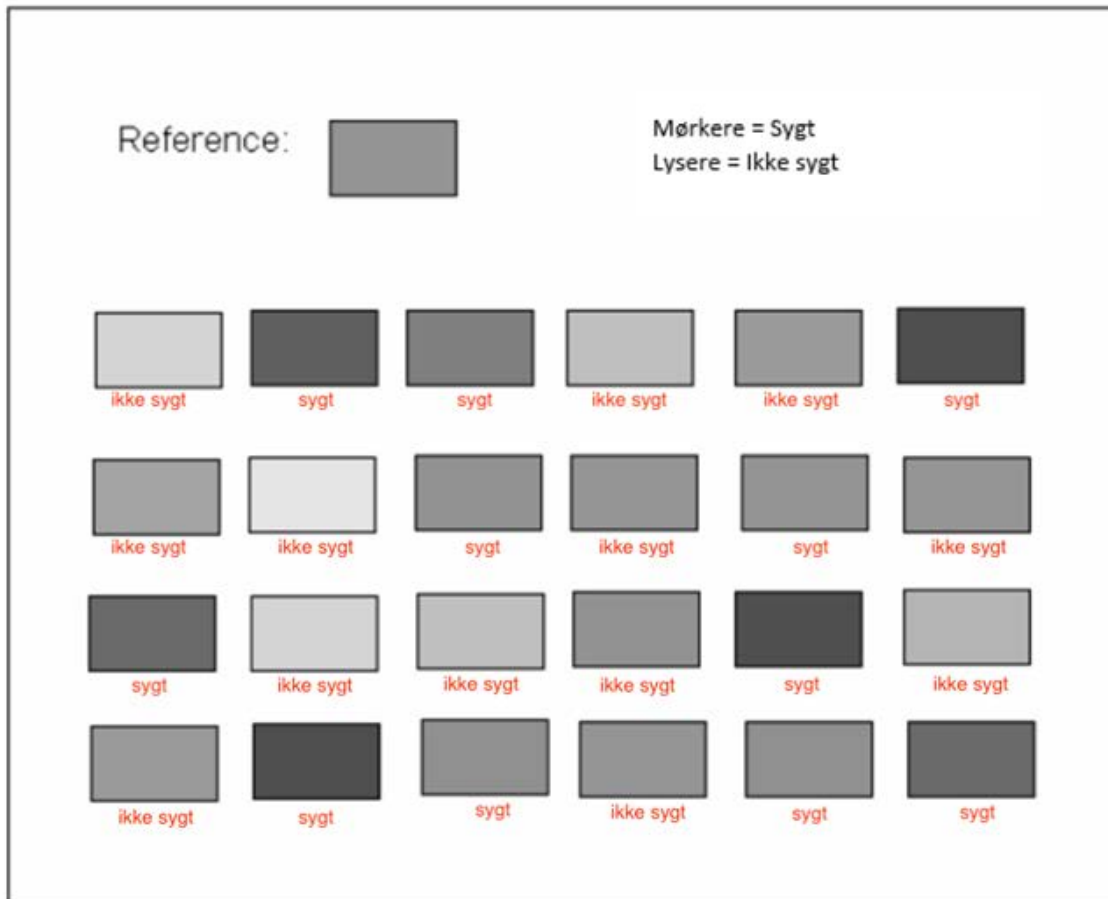 Reference:
Mørkere = Sygt
Lysere = Ikke sygt
ikke sygt sygt sygt ikke sygt ikke sygt sygt
ikke sygt ikke sygt sygt ikke sygt sygt ikke sygt
sygt ikke sygt ikke sygt ikke sygt sygt ikke sygt
ikke sygt sygt sygt ikke sygt sygt sygt